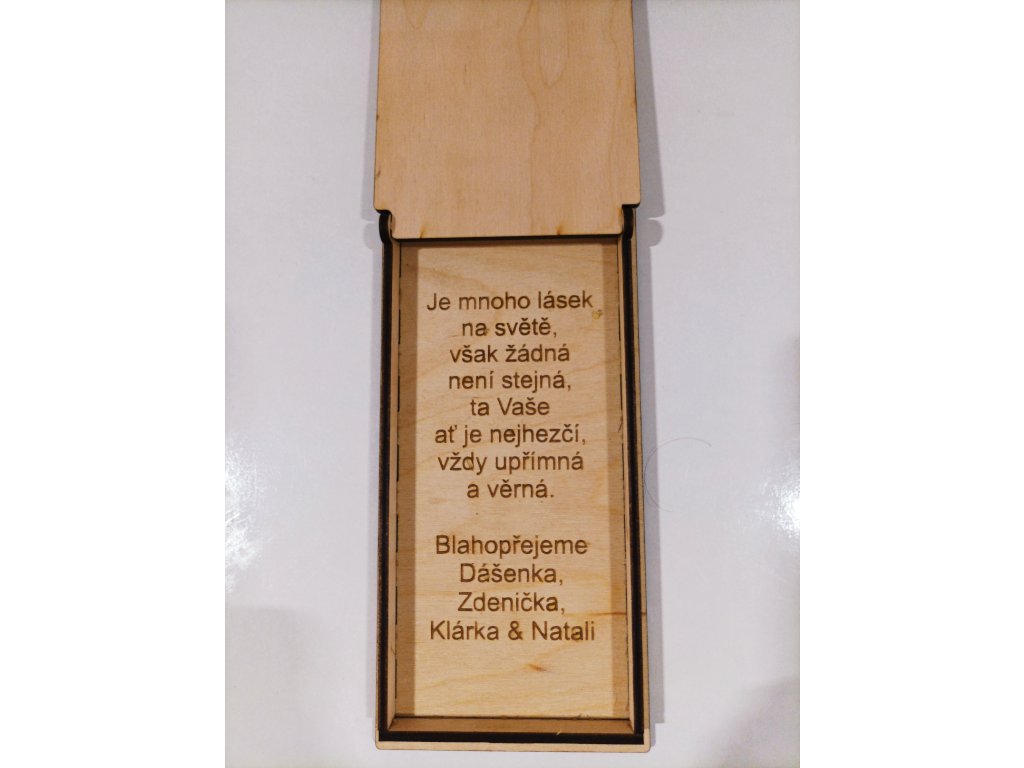 Je mnoho lásek
na světě,
však žádná
není stejná,
ta Vaše
ať je nejhezčí,
vždy upřímná
a věrná.
Blahopřejeme
Dášenka,
Zdenička,
Klárka & Natali